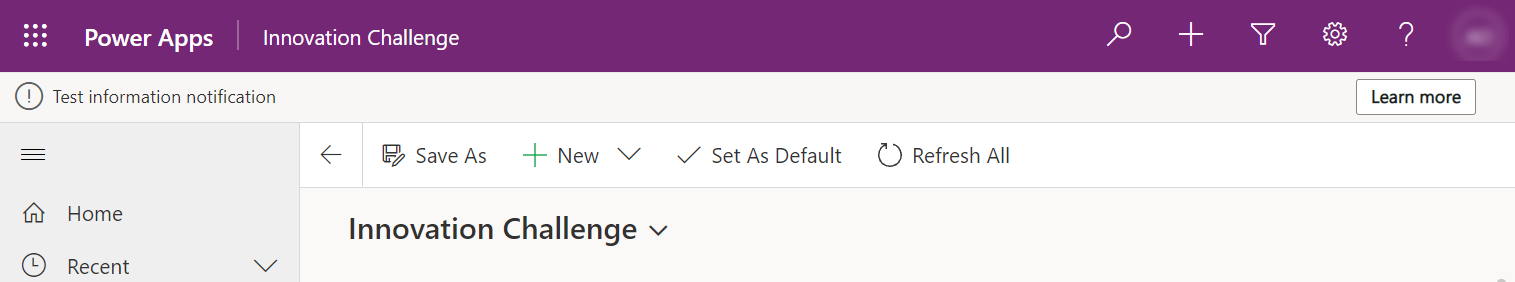 Power Apps Innovation Challenge
Test information notification Learn more
Save As New Set As Default Refresh All
Home
Innovation Challenge
Recent